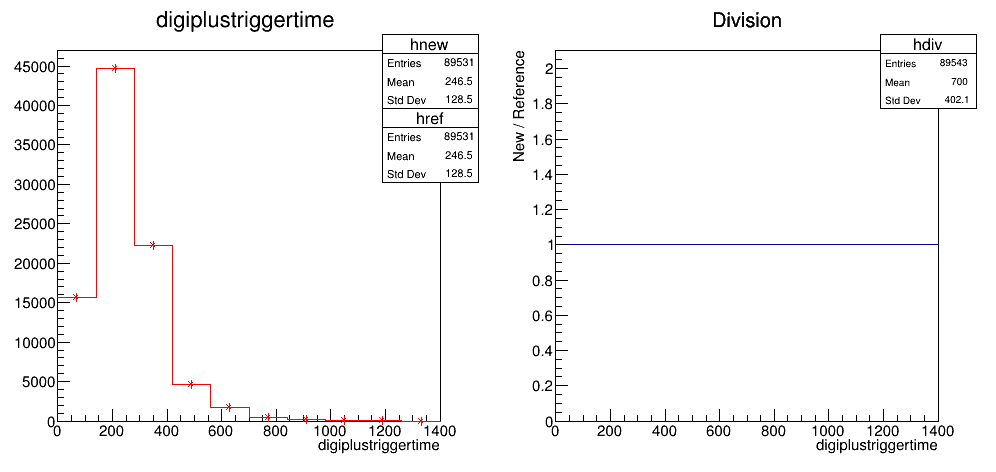 digiplustriggertime
hnew
Entries 89531
Mean 246.5
Std Dev 128.5
href
Entries 89531
Mean 246.5
Std Dev 128.5
45000
40000
35000
30000
25000
20000
15000
10000
5000
0
0 200 400 600 800 1000 1200 1400
digiplustriggertime
Division
hdiv
Entries 89543
Mean 700
Std Dev 402.1
New / Reference
2
1.8
1.6
1.4
1.2
1
0.8
0.6
0.4
0.2
0
0 200 400 600 800 1000 1200 1400
digiplustriggertime